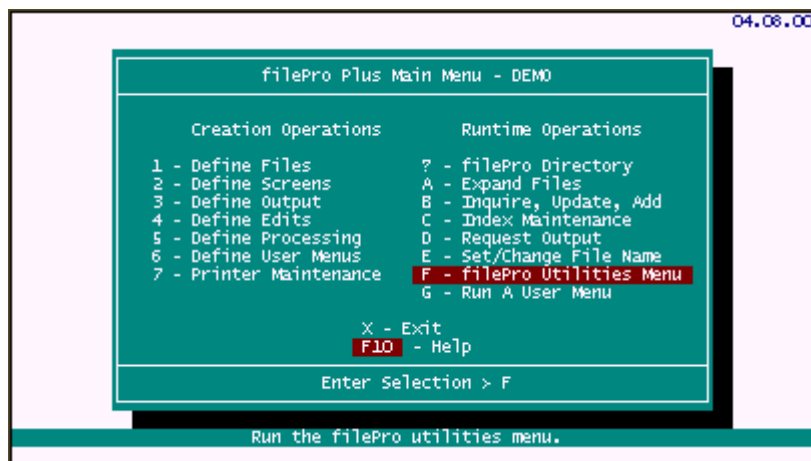 04.08.00
filePro Plus Main Menu - DEMO
Creation Operations
1 - Define Files
2 - Define Screens
3 - Define Output
4 - Define Edits
5 - Define Processing
6 - Define User Menus
7 - Printer Maintenance
Runtime Operations
? - filePro Directory
A - Expand Files
B - Inquire, Update, Add
C - Index Maintenance
D - Request Output
E - Set/Change File Name
F - filePro Utilities Menu
G - Run A User Menu
X - Exit
F10 - Help
Enter Selection > F
Run the filePro utilities menu.